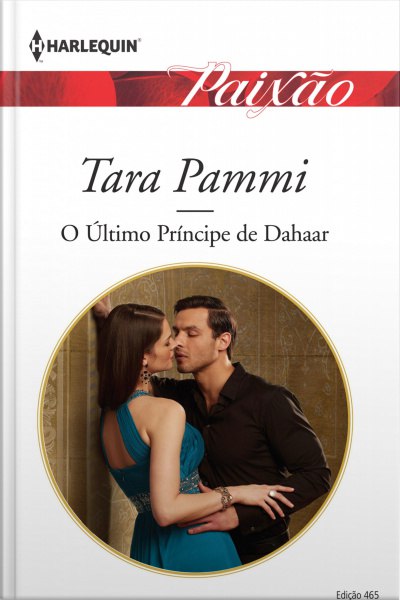 HARLEQUIN®
Paixão
Tara Pammi
O Último Príncipe de Dahaar
Edição 465